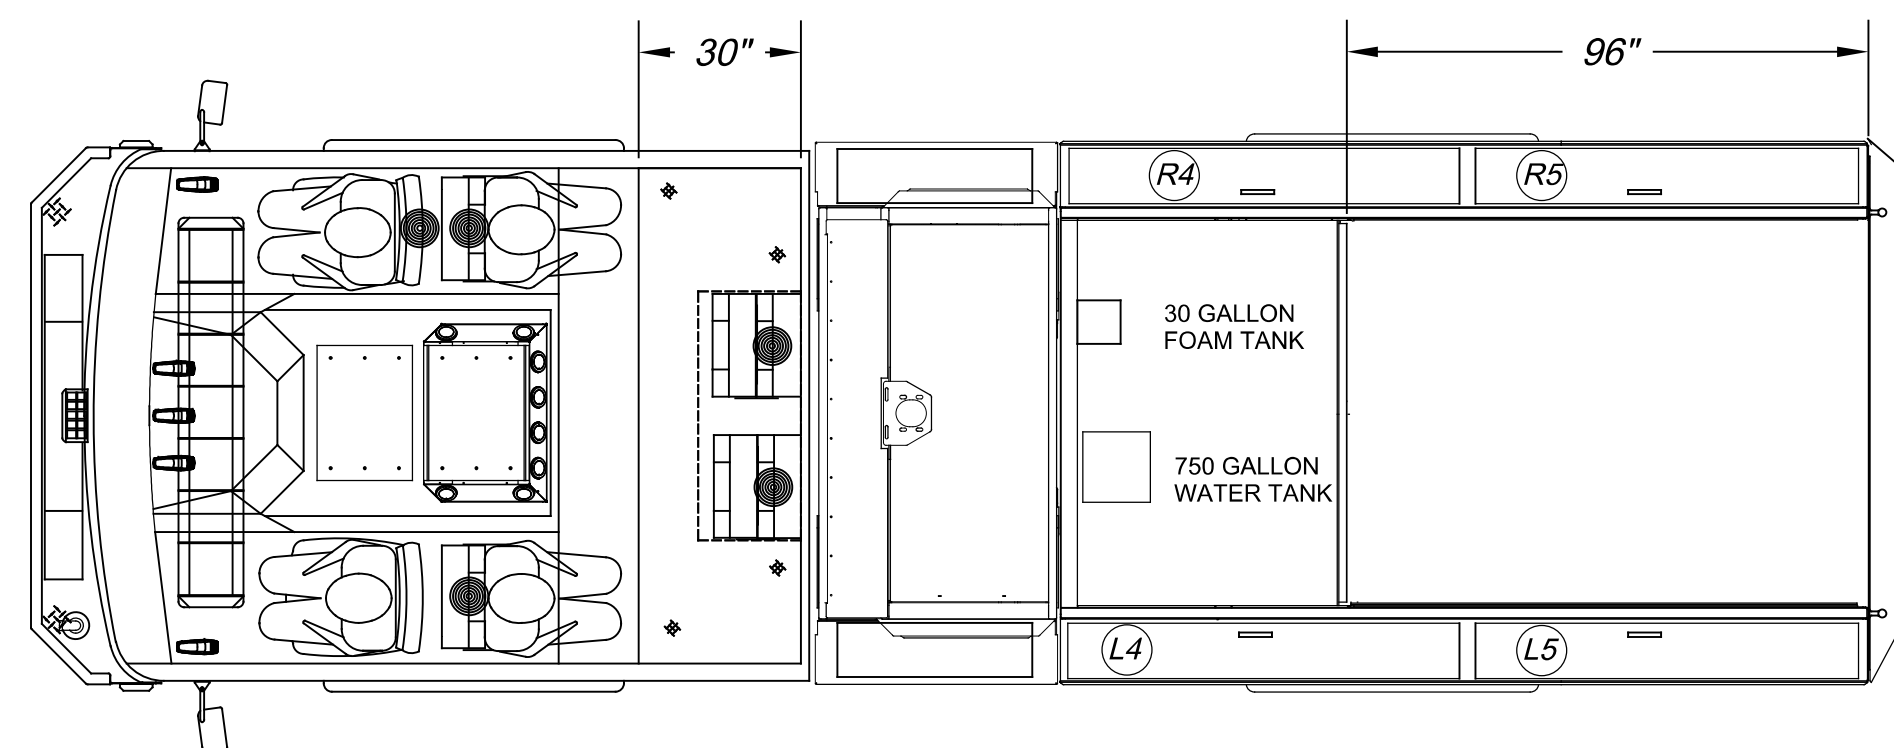 30"
96"
R4
R5
30 GALLON
FOAM TANK
750 GALLON
WATER TANK
L4
L5